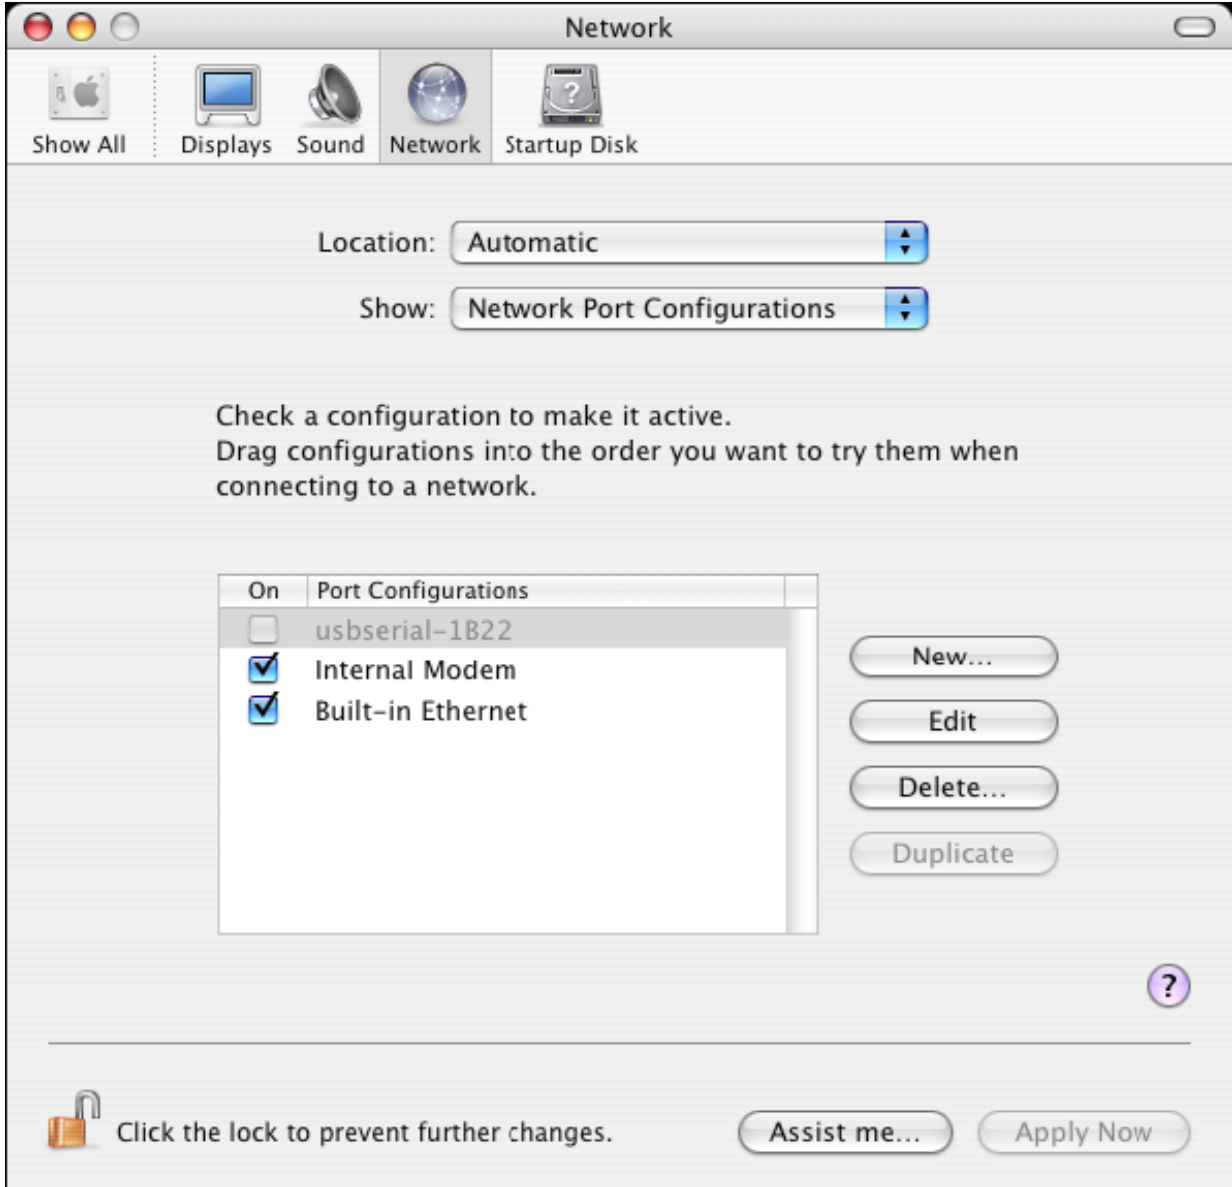 Network
Show All
Displays
Sound
Network
Startup Disk
Location: Automatic
Show: Network Port Configurations
Check a configuration to make it active.
Drag configurations into the order you want to try them when
connecting to a network.
On Port Configurations
usbserial-1B22
Internal Modem
Built-in Ethernet
New...
Edit
Delete...
Duplicate
?
Click the lock to prevent further changes.
Assist me...
Apply Now